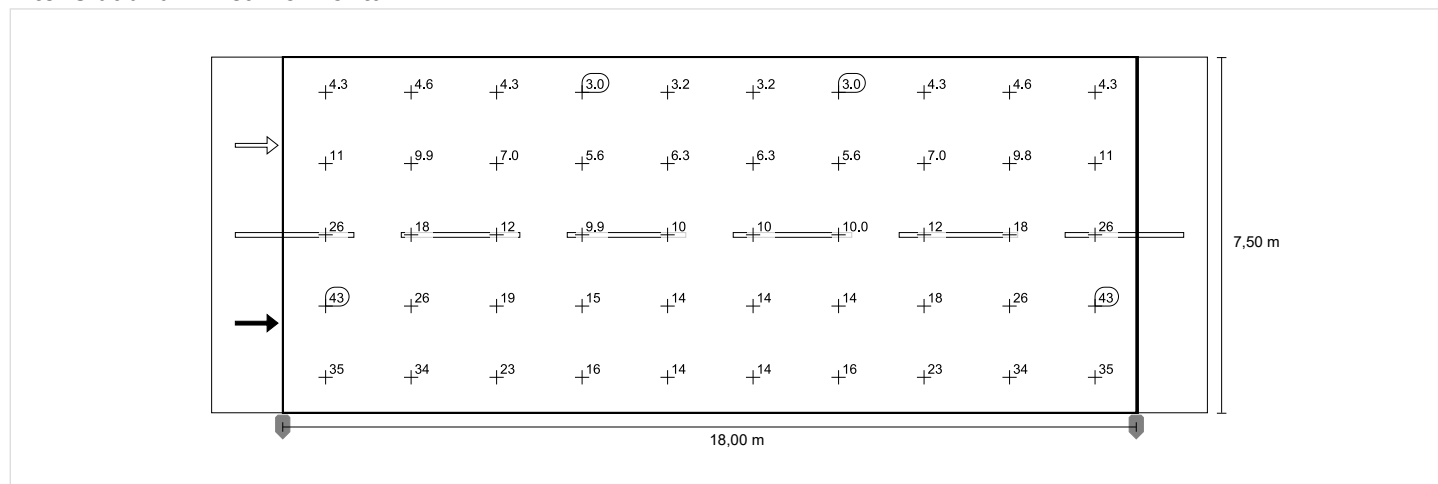 4.3 4.6 4.3 3.0 3.2 3.2 3.0 4.3 4.6 4.3
11 9.9 7.0 5.6 6.3 6.3 5.6 7.0 9.8 11
26 18 12 9.9 10 10 10.0 12 18 26
7,50 m
43 26 19 15 14 14 14 18 26 43
35 34 23 16 14 14 16 23 34 35
18,00 m